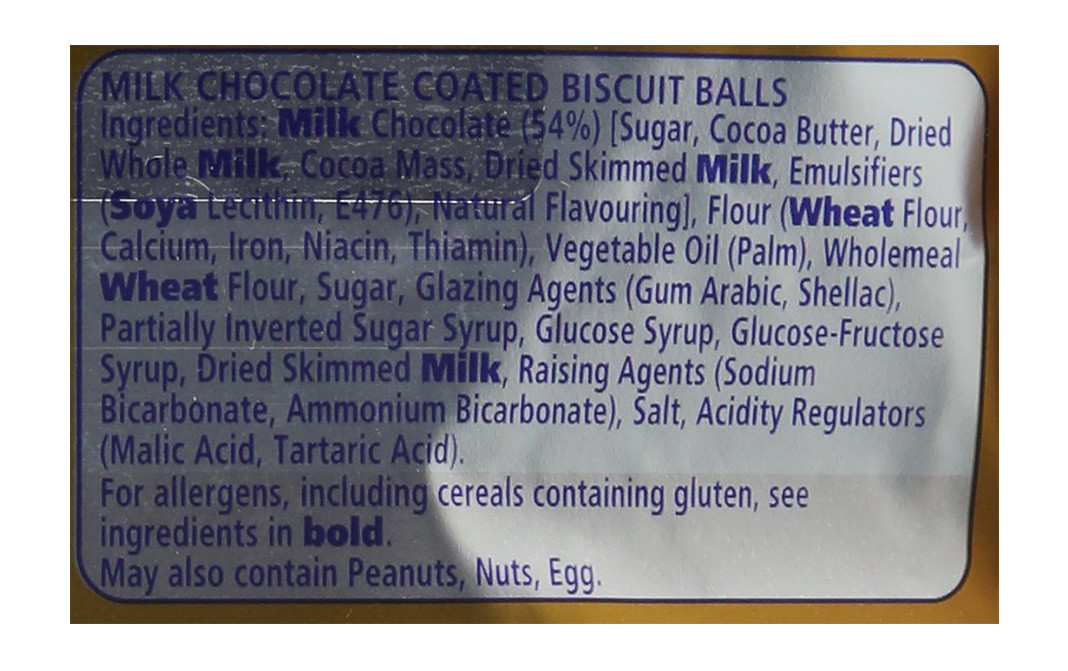 MILK CHOCOLATE COATED BISCUIT BALLS
Ingredients: Milk Chocolate (54%) [Sugar, Cocoa Butter, Dried
Whole Milk, Cocoa Mass, Dried Skimmed Milk, Emulsifiers
(Soya Lecithin, E476), Natural Flavouring], Flour (Wheat Flour,
Calcium, Iron, Niacin, Thiamin), Vegetable Oil (Palm), Wholemeal
Wheat Flour, Sugar, Glazing Agents (Gum Arabic, Shellac),
Partially Inverted Sugar Syrup, Glucose Syrup, Glucose-Fructose
Syrup, Dried Skimmed Milk, Raising Agents (Sodium
Bicarbonate, Ammonium Bicarbonate), Salt, Acidity Regulators
(Malic Acid, Tartaric Acid).
For allergens, including cereals containing gluten, see
ingredients in bold.
May also contain Peanuts, Nuts, Egg.